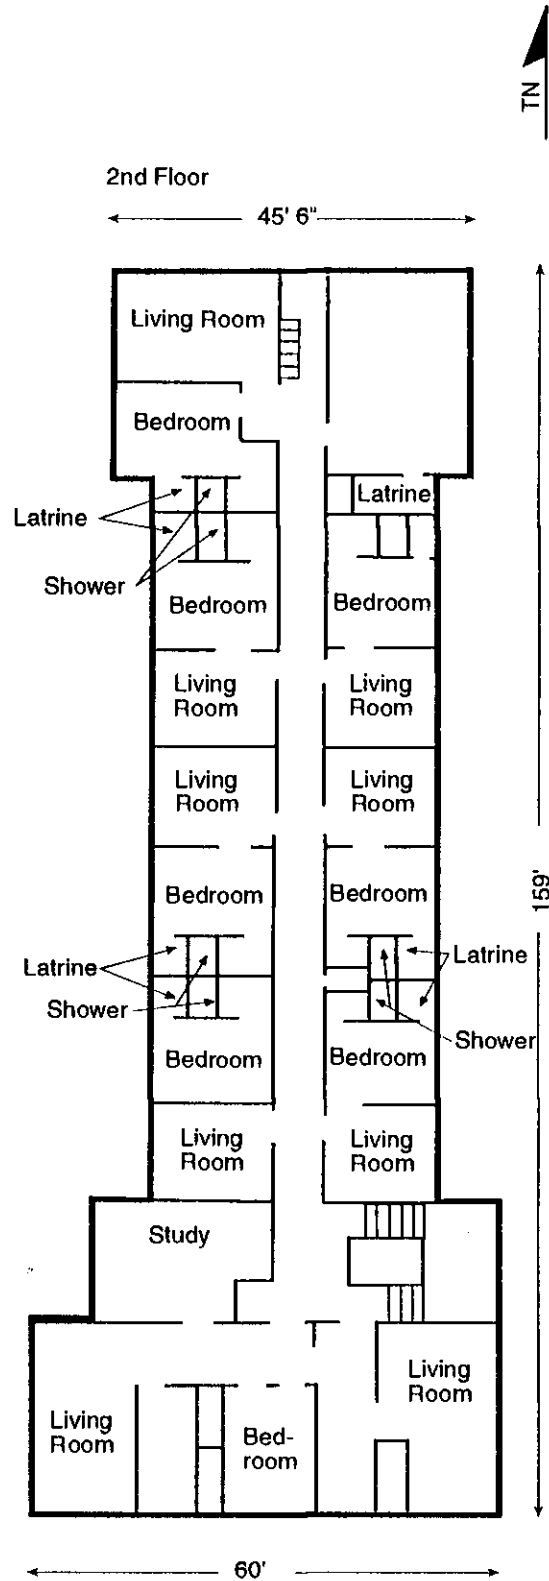 TN
2nd Floor
45' 6"
Living Room
Bedroom
Latrine
Latrine
Shower
Bedroom
Bedroom
Living
Room
Living
Room
Living
Room
Living
Room
159'
Bedroom
Bedroom
Latrine
Latrine
Shower
Shower
Bedroom
Bedroom
Living
Room
Living
Room
Study
Living
Room
Living
Room
Bed-
room
60'